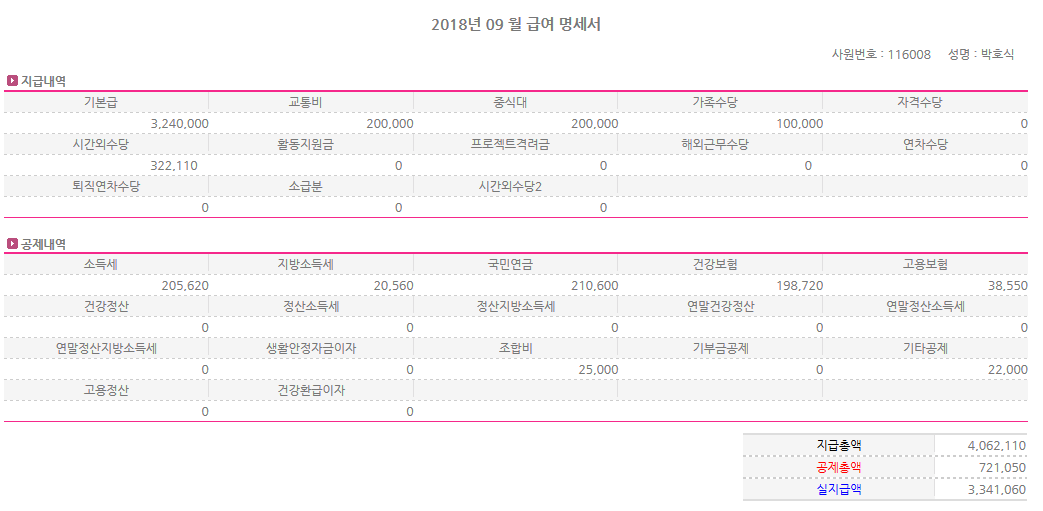 2018년 09 월 급여 명세서
사원번호 : 116008 성명 : 박호식
지급내역
기본급 교통비 중식대 가족수당 자격수당
3,240,000 200,000 200,000 100,000 0
시간외수당 활동지원금 프로젝트격려금 해외근무수당 연차수당
322,110 0 0 0 0
퇴직연차수당 소급분 시간외수당2
0 0 0
공제내역
소득세 지방소득세 국민연금 건강보험 고용보험
205,620 20,560 210,600 198,720 38,550
건강정산 정산소득세 정산지방소득세 연말건강정산 연말정산소득세
0 0 0 0 0
연말정산지방소득세 생활안정자금이자 조합비 기부금공제 기타공제
0 0 25,000 0 22,000
고용정산 건강환급이자
0 0
지급총액 4,062,110
공제총액 721,050
실지급액 3,341,060